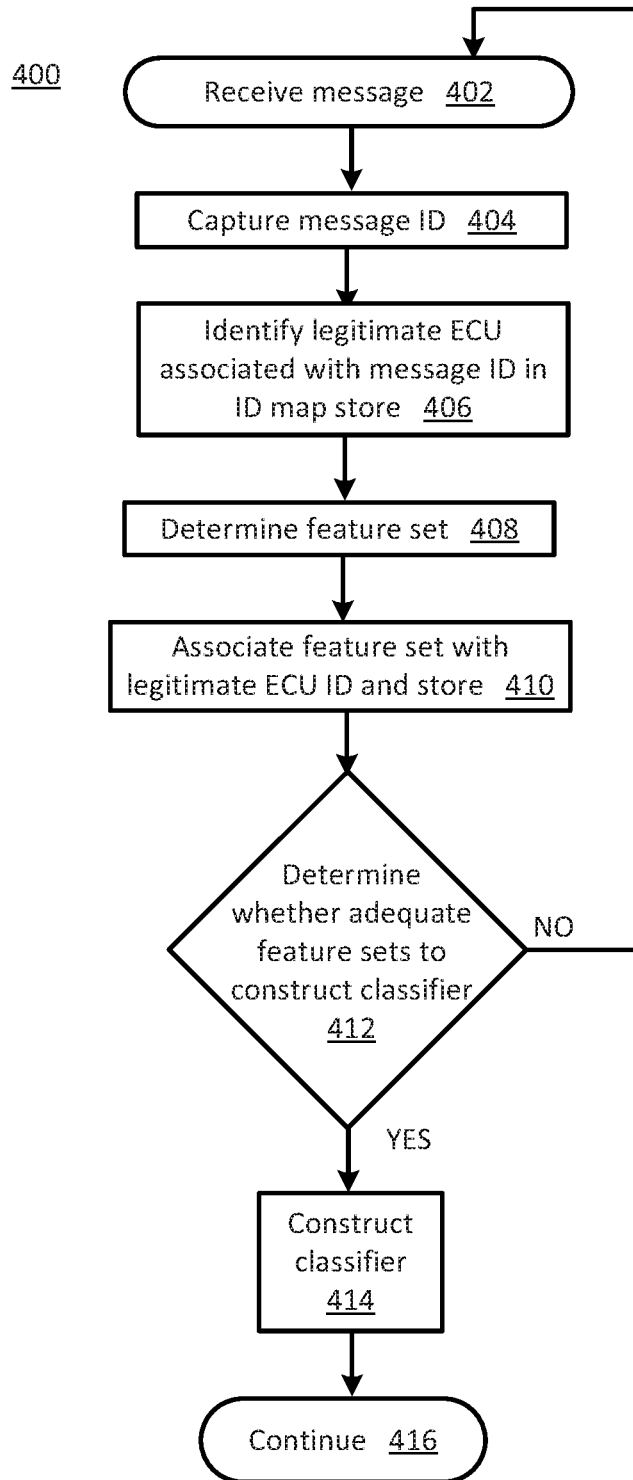 400
Receive message 402
Capture message ID 404
Identify legitimate ECU
associated with message ID in
ID map store 406
Determine feature set 408
Associate feature set with
legitimate ECU ID and store 410
Determine
whether adequate
feature sets to
construct classifier
412
NO
YES
Construct
classifier
414
Continue 416